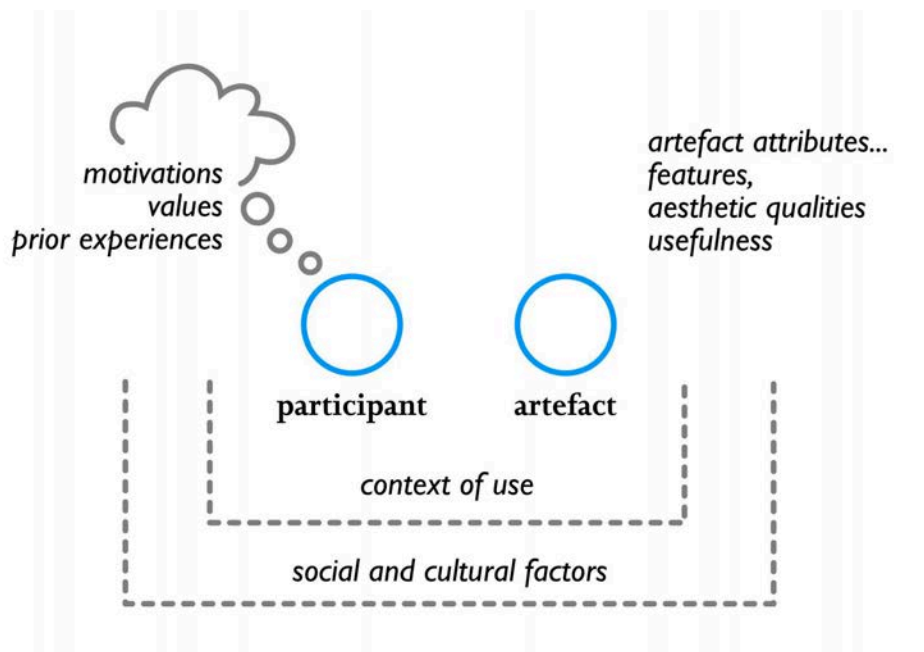 motivations
values
prior experiences
artefact attributes...
features,
aesthetic qualities
usefulness
participant
artefact
context of use
social and cultural factors